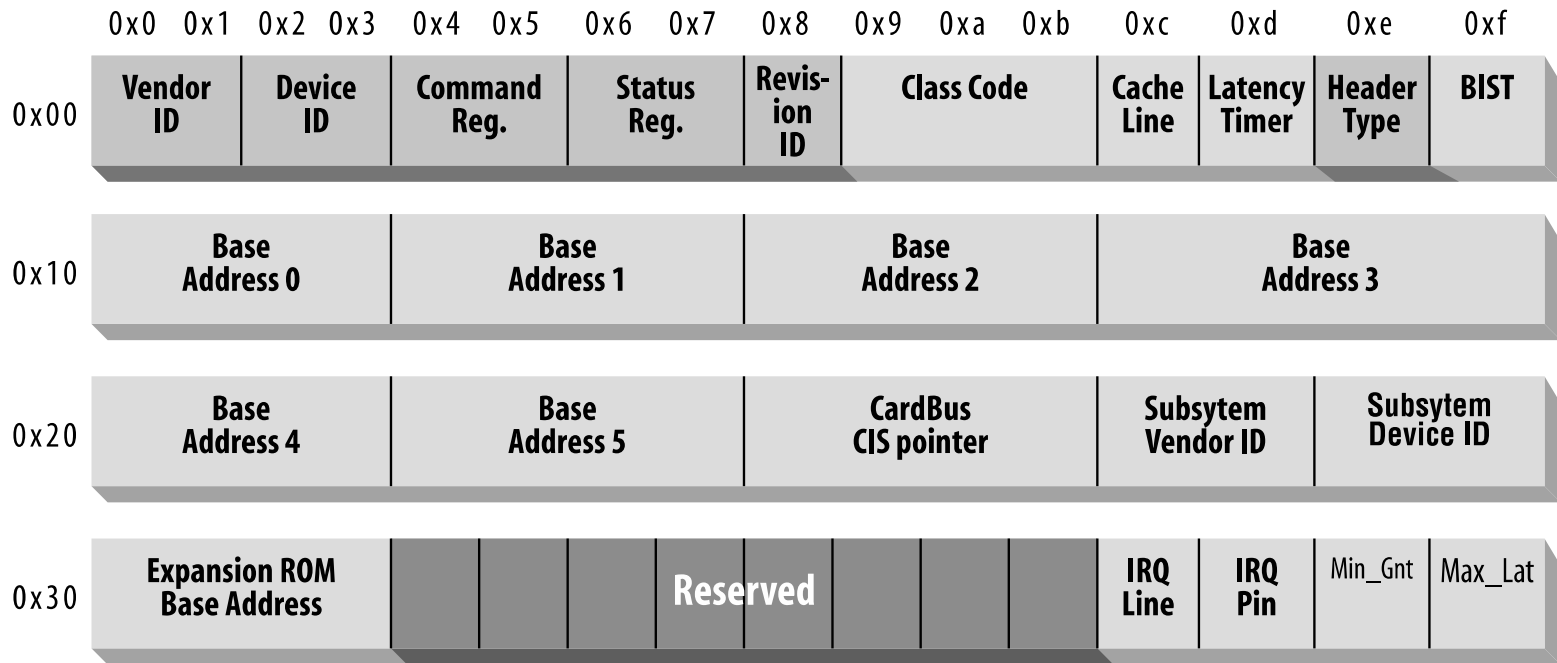 0x0 0x1 0x2 0x3 0x4 0x5 0x6 0x7 0x8 0x9 0xa 0xb 0xc 0xd 0xe 0xf
0x00
Vendor
ID
Device
ID
Command
Reg.
Status
Reg.
Revis-
ion
ID
Class Code
Cache
Line
Latency
Timer
Header
Type
BIST
0x10
Base
Address 0
Base
Address 1
Base
Address 2
Base
Address 3
0x20
Base
Address 4
Base
Address 5
CardBus
CIS pointer
Subsytem
Vendor ID
Subsytem
Device ID
0x30
Expansion ROM
Base Address
Reserved
IRQ
Line
IRQ
Pin
Min_Gnt
Max_Lat